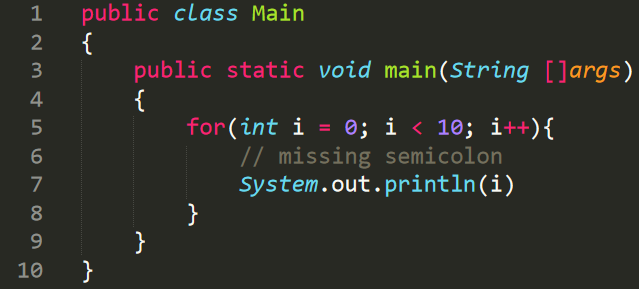 1 public class Main
2 {
3     public static void main(String []args)
4     {
5         for(int i = 0; i < 10; i++){
6             // missing semicolon
7             System.out.println(i)
8         }
9     }
10 }